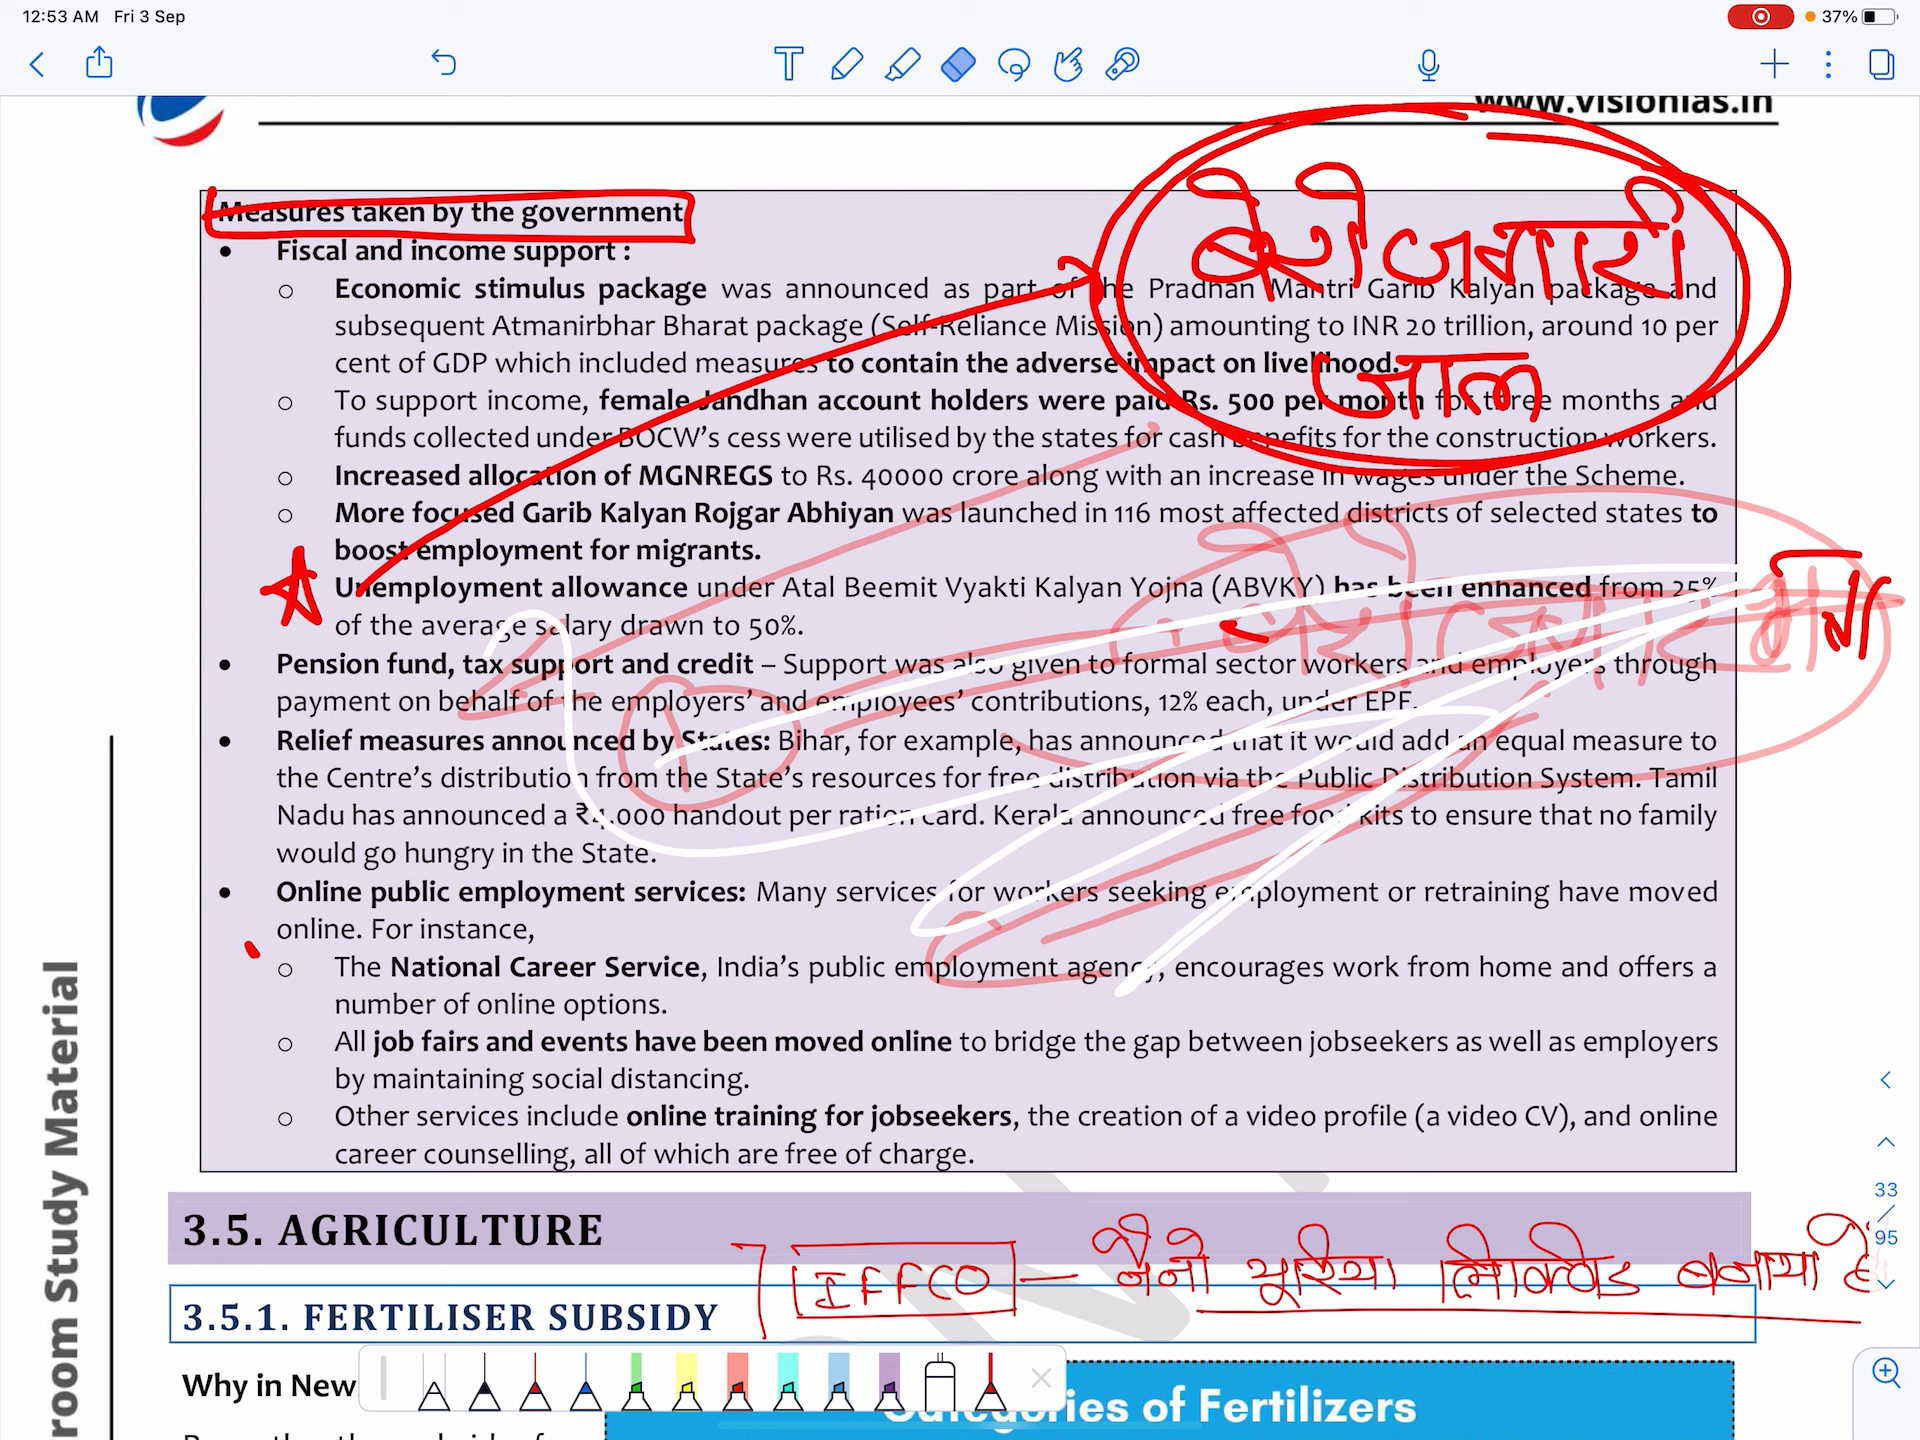 12:53 AM Fri 3 Sep
37%
www.visionias.in
Measures taken by the government
बेरोजगारी
जाल
• Fiscal and income support :
o Economic stimulus package was announced as part of the Pradhan Mantri Garib Kalyan package and
subsequent Atmanirbhar Bharat package (Self-Reliance Mission) amounting to INR 20 trillion, around 10 per
cent of GDP which included measures to contain the adverse impact on livelihood.
o To support income, female Jandhan account holders were paid Rs. 500 per month for three months and
funds collected under BOCW's cess were utilised by the states for cash benefits for the construction workers.
o Increased allocation of MGNREGS to Rs. 40000 crore along with an increase in wages under the Scheme.
o More focused Garib Kalyan Rojgar Abhiyan was launched in 116 most affected districts of selected states to
boost employment for migrants.
Unemployment allowance under Atal Beemit Vyakti Kalyan Yojna (ABVKY) has been enhanced from 25%
of the average salary drawn to 50%.
• Pension fund, tax support and credit – Support was also given to formal sector workers and employers through
payment on behalf of the employers' and employees' contributions, 12% each, under EPF.
• Relief measures announced by States: Bihar, for example, has announced that it would add an equal measure to
the Centre's distribution from the State's resources for free distribution via the Public Distribution System. Tamil
Nadu has announced a ₹4,000 handout per ration card. Kerala announced free food kits to ensure that no family
would go hungry in the State.
• Online public employment services: Many services for workers seeking employment or retraining have moved
online. For instance,
o The National Career Service, India's public employment agency, encourages work from home and offers a
number of online options.
o All job fairs and events have been moved online to bridge the gap between jobseekers as well as employers
by maintaining social distancing.
o Other services include online training for jobseekers, the creation of a video profile (a video CV), and online
career counselling, all of which are free of charge.
room Study Material
33
95
3.5. AGRICULTURE
IFFCO — नैनो यूरिया लिक्वेड बनाया है
3.5.1. FERTILISER SUBSIDY
Why in New
ies of Fertilizers